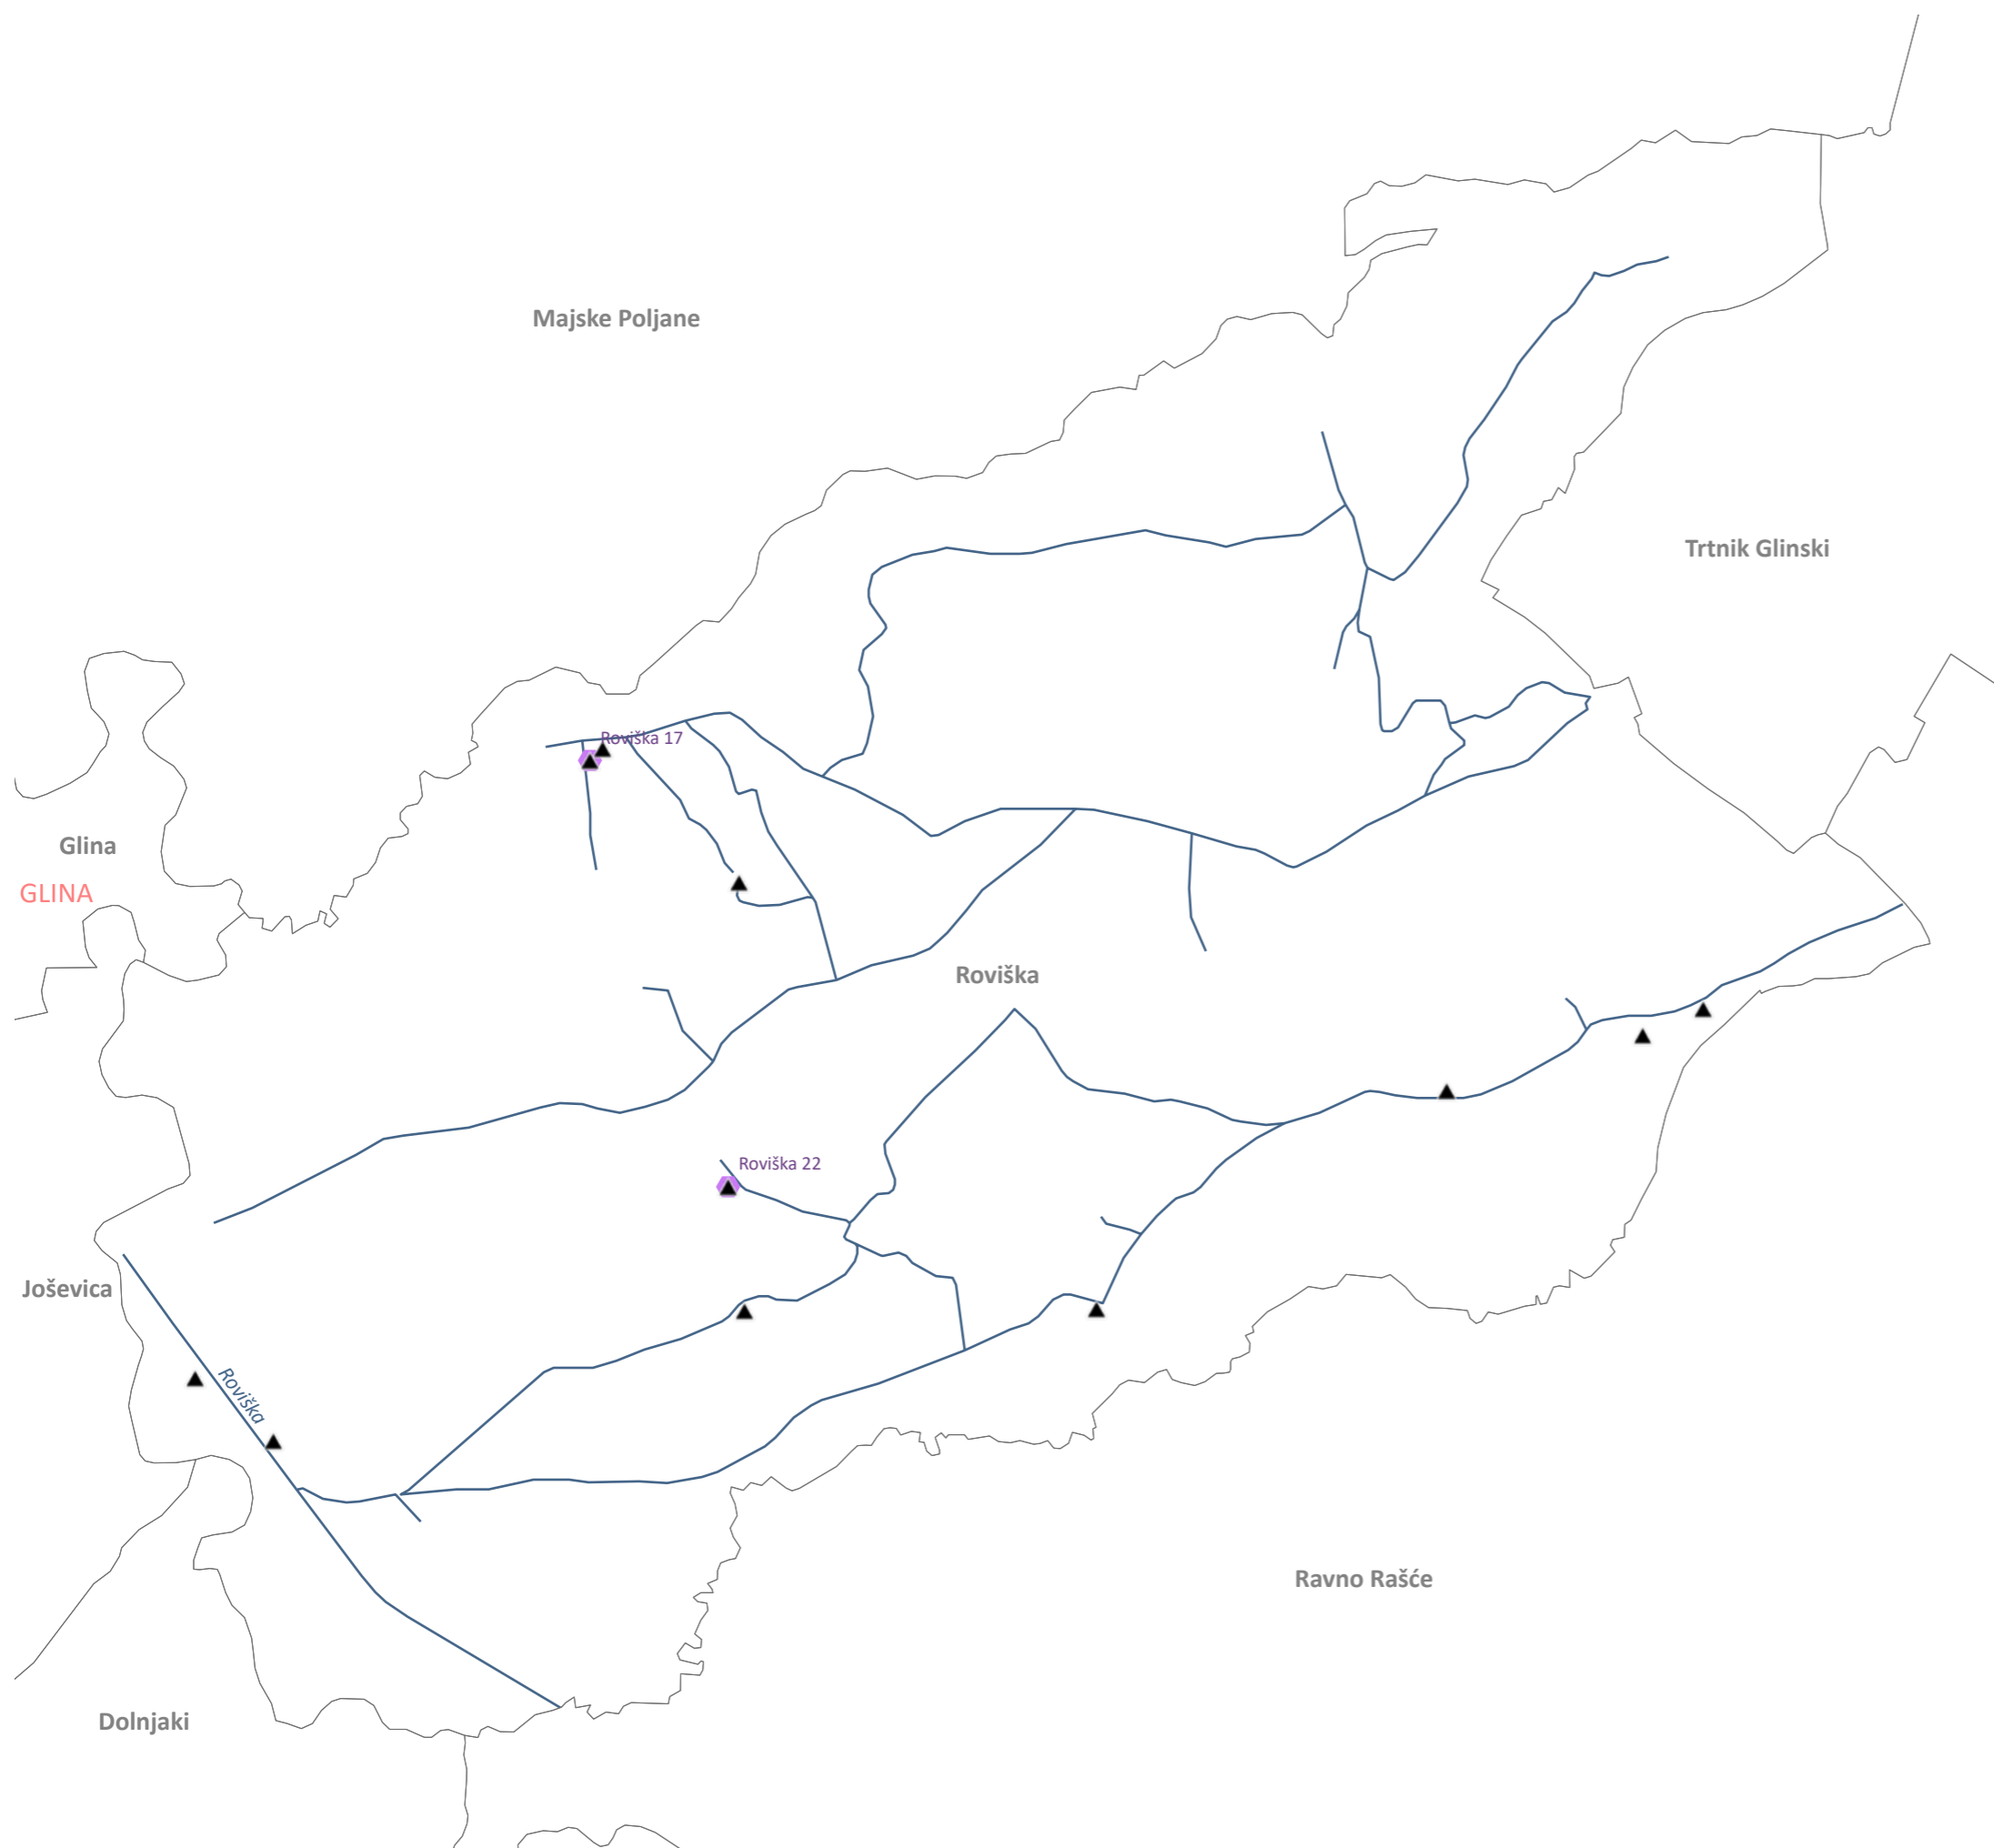 Majske Poljane
Trtnik Glinski
Roviška 17
Glina
GLINA
Roviška
Roviška 22
Joševica
Roviška
Ravno Rašće
Dolnjaki